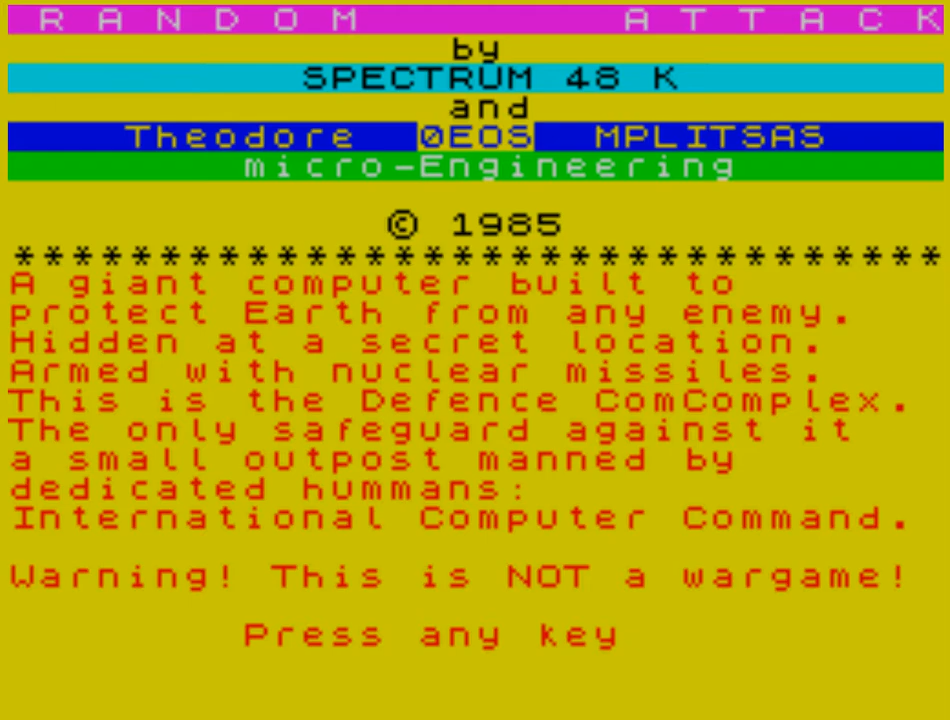 R A N D O M A T T A C K
by
SPECTRUM 48 K
and
Theodore 0EOS MPLITSAS
micro-Engineering
© 1985
********************************
A giant computer built to
protect Earth from any enemy.
Hidden at a secret location.
Armed with nuclear missiles.
This is the Defence ComComplex.
The only safeguard against it
a small outpost manned by
dedicated hummans:
International Computer Command.
Warning! This is NOT a wargame!
Press any key